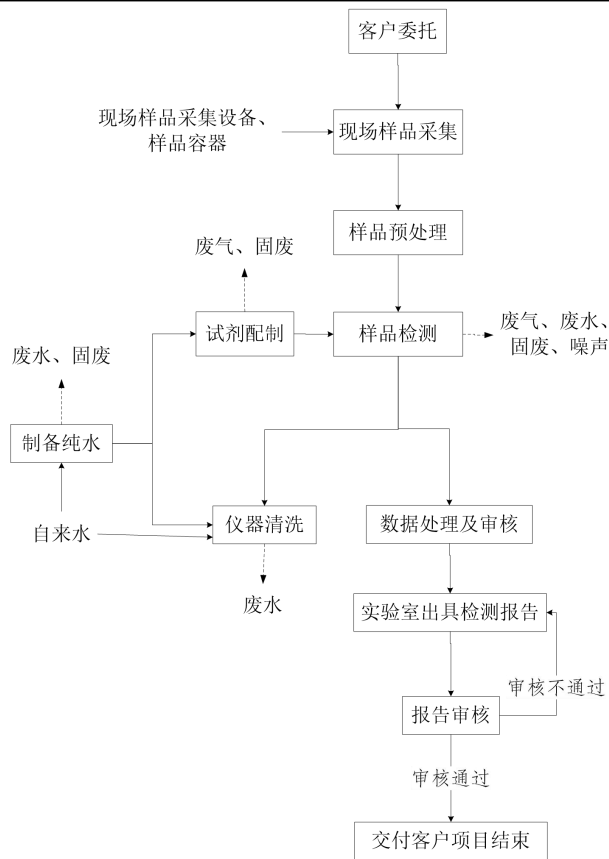 客户委托
现场样品采集设备、
样品容器
现场样品采集
样品预处理
废气、固废
试剂配制
样品检测
废气、废水、
固废、噪声
废水、固废
制备纯水
自来水
仪器清洗
数据处理及审核
废水
实验室出具检测报告
审核不通过
报告审核
审核通过
交付客户项目结束